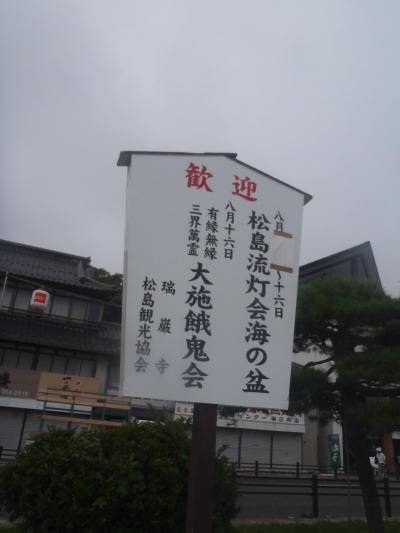 歓迎
八月 〜十六日
松島流灯会海の盆
八月十六日
有縁無縁
三界萬霊
大施餓鬼会
瑞巌寺
松島観光協会